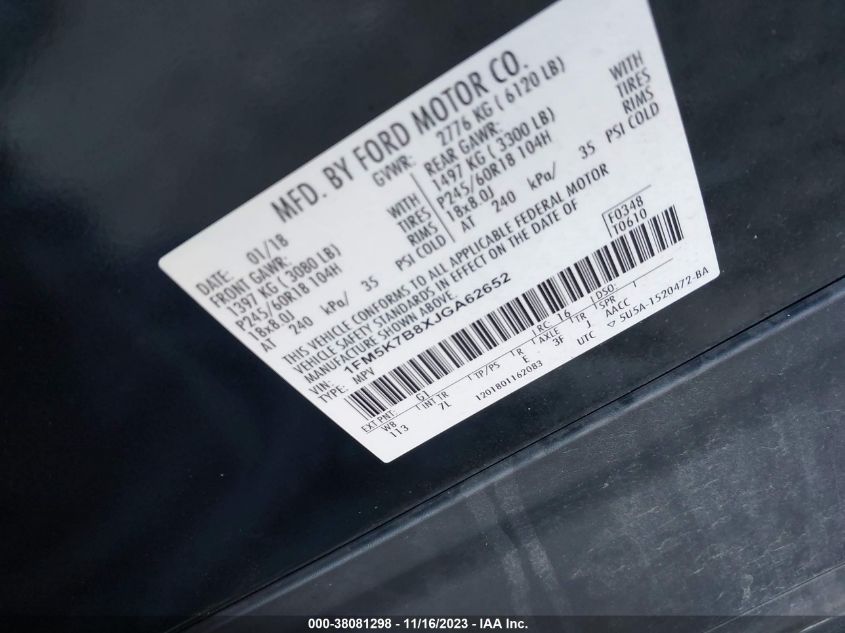 MFD. BY FORD MOTOR CO.
DATE: 01/18
GVWR: 2776 KG ( 6120 LB)
FRONT GAWR:
1397 KG ( 3080 LB)
WITH
P245/60R18 104H
TIRES
18x8.0J
RIMS
AT 240 kPa/ 35 PSI COLD
REAR GAWR:
1497 KG ( 3300 LB)
WITH
P245/60R18 104H
TIRES
18x8.0J
RIMS
AT 240 kPa/ 35 PSI COLD
THIS VEHICLE CONFORMS TO ALL APPLICABLE FEDERAL MOTOR
VEHICLE SAFETY STANDARDS IN EFFECT ON THE DATE OF
MANUFACTURE SHOWN ABOVE.
VIN: 1FM5K7B8XJGA62652
TYPE: MPV
F0348
T0610
EXT PNT: G1 RC: 16 DSO:
WB INT TR TP/PS R AXLE TR SPR
113 7L E 3F J AACC
1201801162083 UTC ▽ 5U5A-1520472-BA
000-38081298 - 11/16/2023 - IAA Inc.